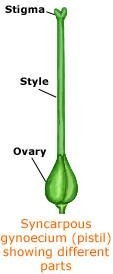 Stigma
Style
Ovary
Syncarpous
gynoecium (pistil)
showing different
parts